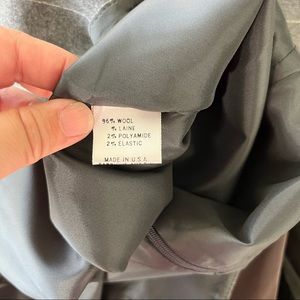 96% WOOL
% LAINE
2% POLYAMIDE
2% ELASTIC
MADE IN U.S.A